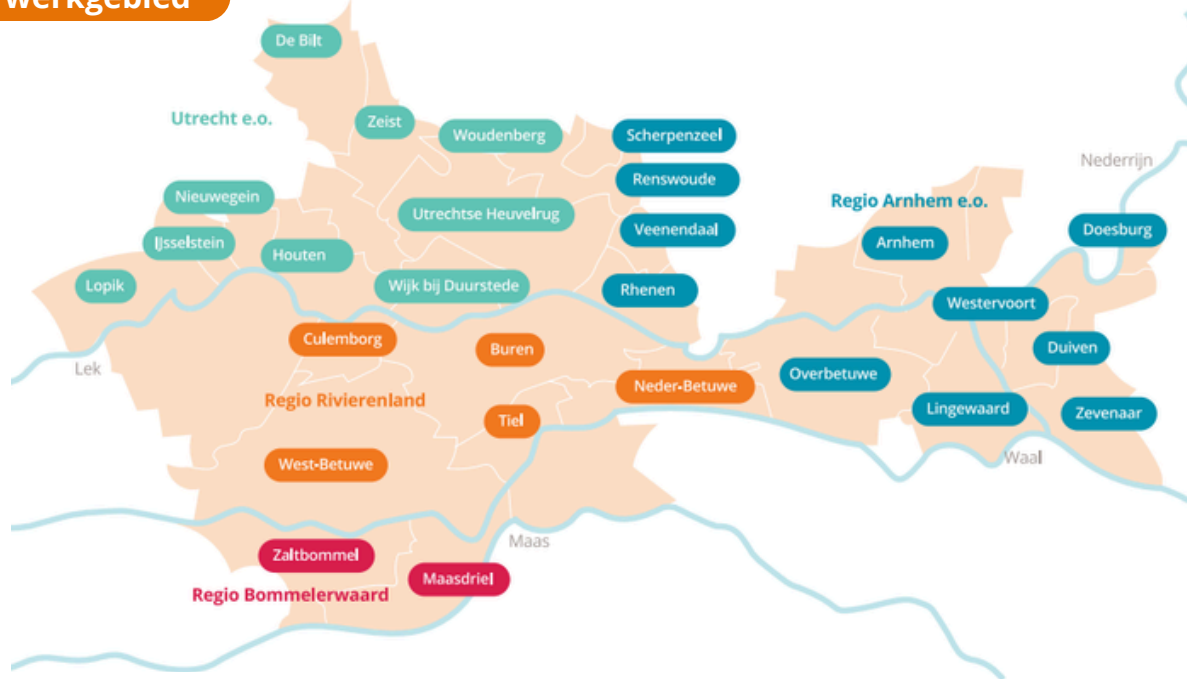 werkgebied
De Bilt
Utrecht e.o.
Zeist
Woudenberg
Scherpenzeel
Nederrijn
Renswoude
Nieuwegein
Regio Arnhem e.o.
Utrechtse Heuvelrug
Veenendaal
Doesburg
IJsselstein
Arnhem
Houten
Lopik
Wijk bij Duurstede
Rhenen
Westervoort
Culemborg
Buren
Duiven
Lek
Overbetuwe
Neder-Betuwe
Regio Rivierenland
Lingewaard
Zevenaar
Tiel
West-Betuwe
Waal
Maas
Zaltbommel
Maasdriel
Regio Bommelerwaard